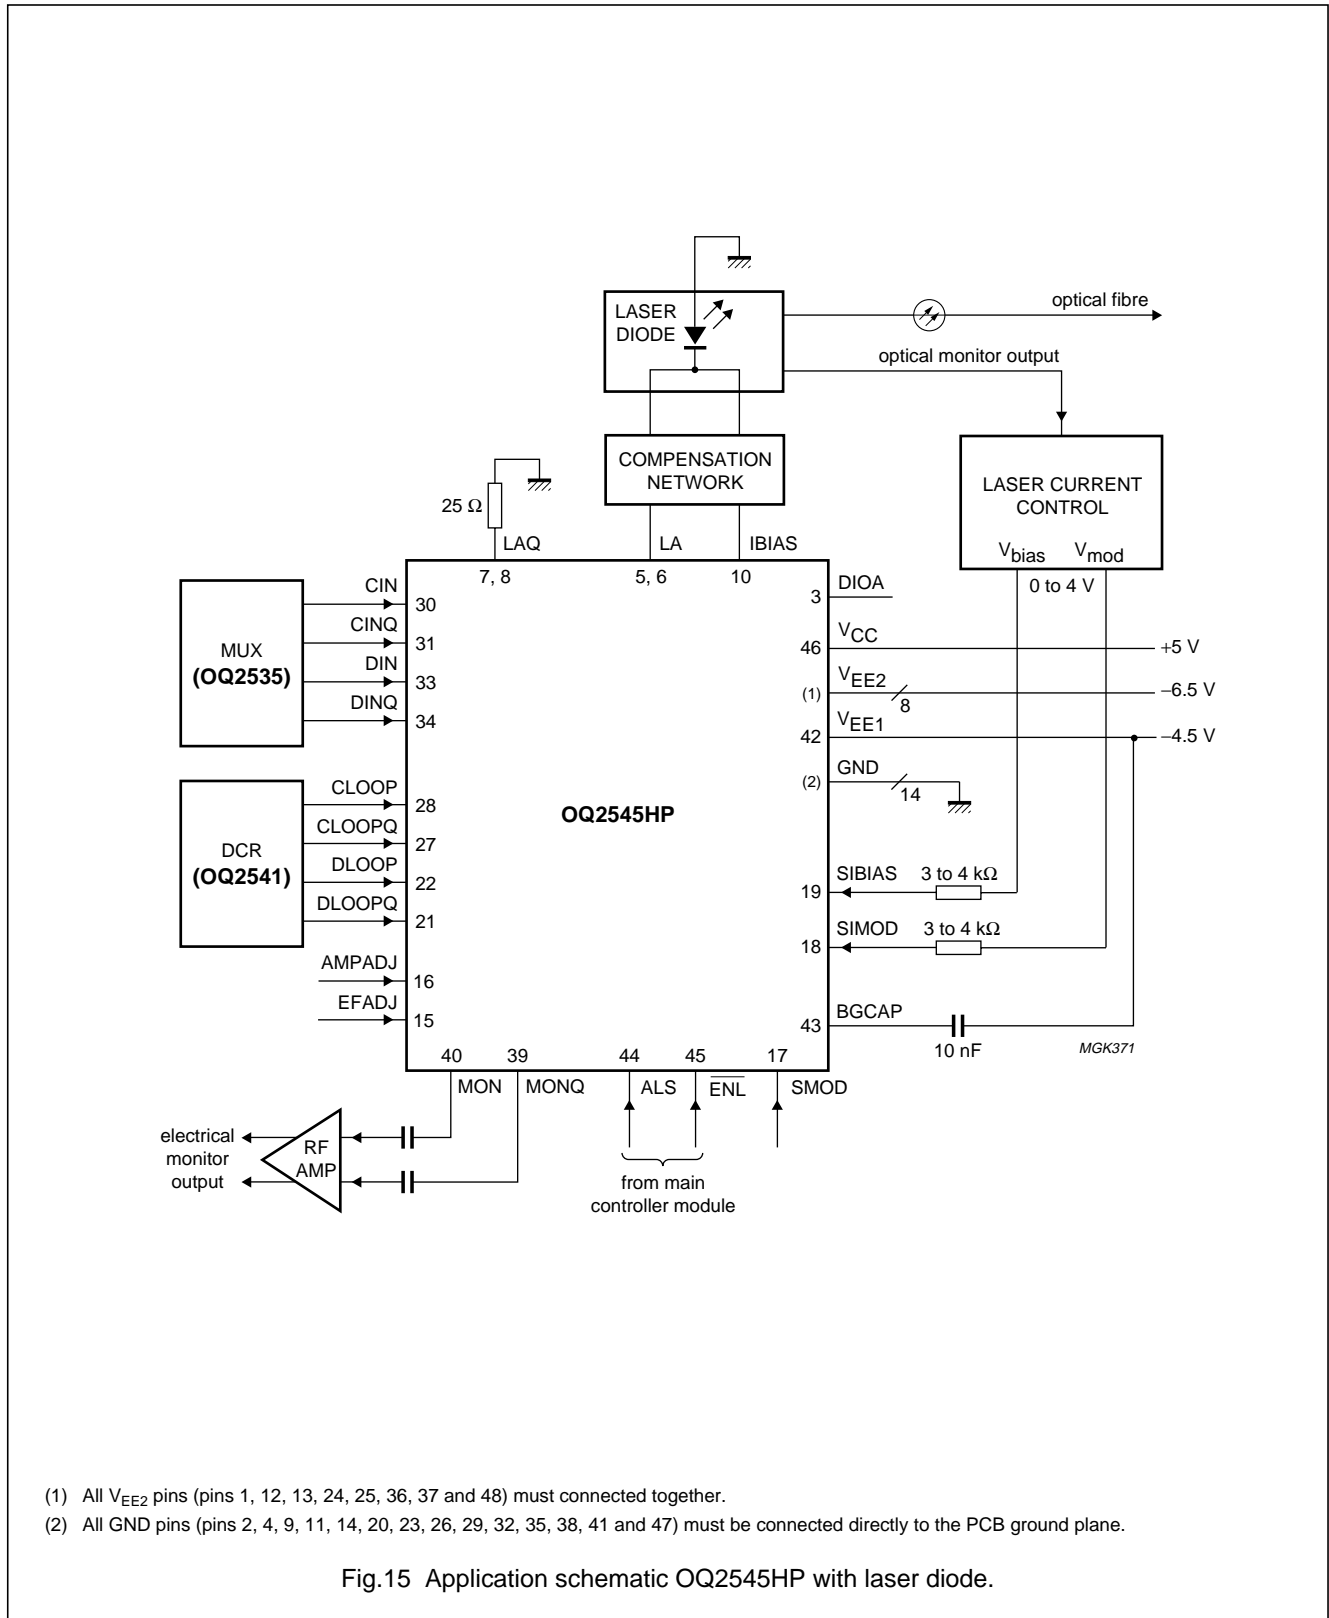 optical fibre
LASER
DIODE
optical monitor output
COMPENSATION
NETWORK
LASER CURRENT
CONTROL
Vbias Vmod
0 to 4 V
25 Ω
LAQ LA IBIAS
7, 8 5, 6 10
MUX
(OQ2535)
CIN 30
CINQ 31
DIN 33
DINQ 34
DCR
(OQ2541)
CLOOP 28
CLOOPQ 27
DLOOP 22
DLOOPQ 21
AMPADJ 16
EFADJ 15
OQ2545HP
3 DIOA
46 VCC +5 V
(1) VEE2 8 −6.5 V
42 VEE1 −4.5 V
(2) GND 14
19 SIBIAS 3 to 4 kΩ
18 SIMOD 3 to 4 kΩ
43 BGCAP
10 nF
MGK371
40 39 44 45 17
MON MONQ ALS ENL SMOD
electrical
monitor
output
RF
AMP
from main
controller module
(1) All VEE2 pins (pins 1, 12, 13, 24, 25, 36, 37 and 48) must connected together.
(2) All GND pins (pins 2, 4, 9, 11, 14, 20, 23, 26, 29, 32, 35, 38, 41 and 47) must be connected directly to the PCB ground plane.
Fig.15 Application schematic OQ2545HP with laser diode.